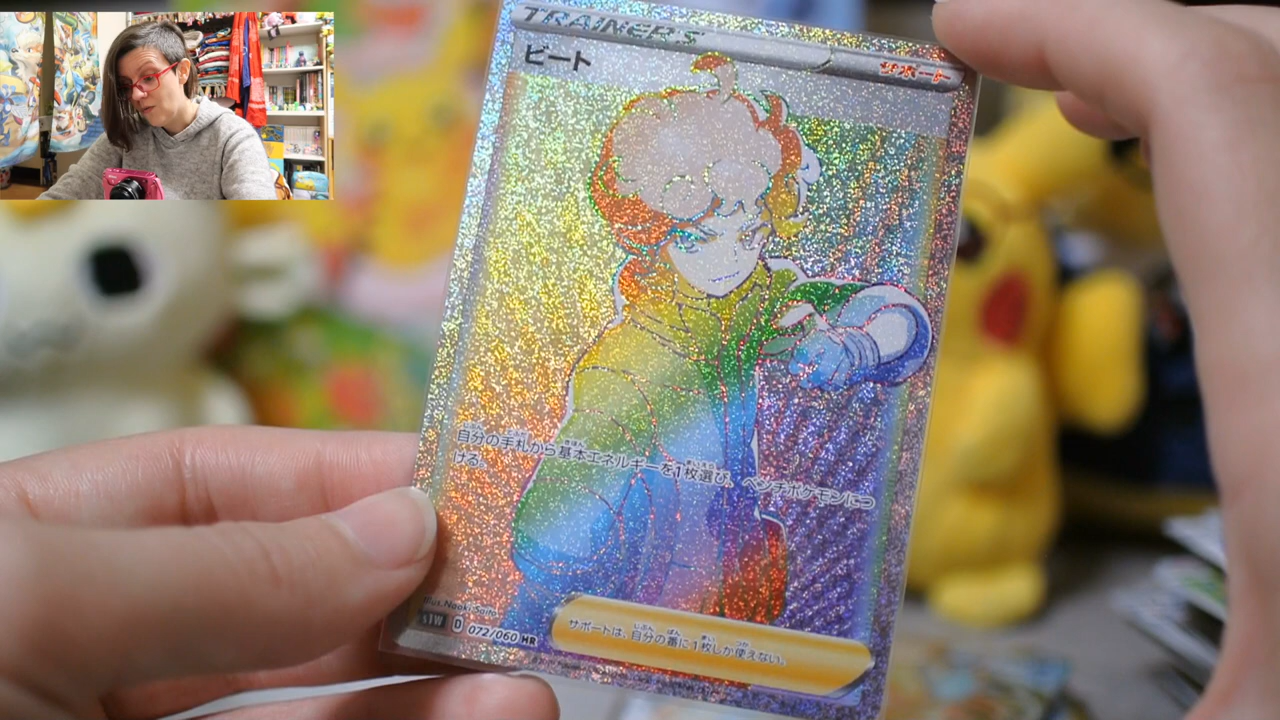 TRAINERS
サポート
ビート
自分の手札から基本エネルギーを1枚選び、ベンチポケモンにつ
ける。
illus. Naoki Saito
S1W D 072/060 HR
サポートは、自分の番に1枚しか使えない。